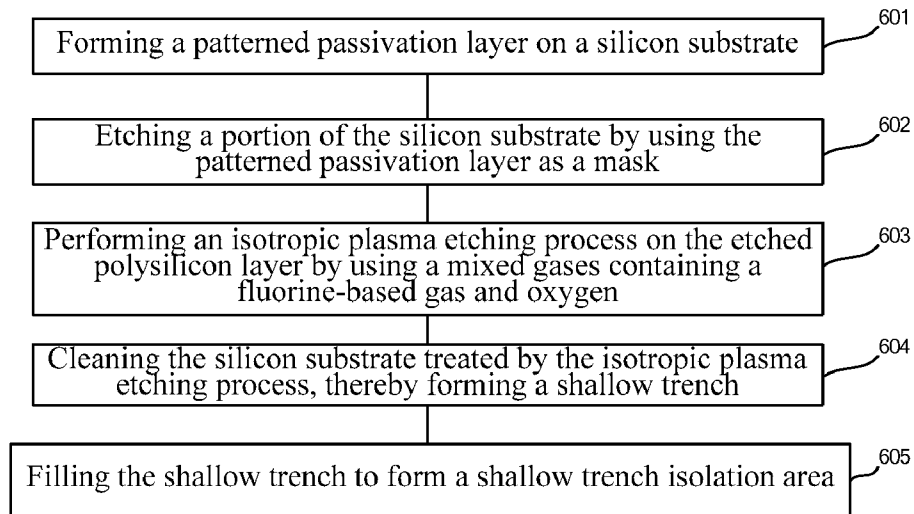 601
Forming a patterned passivation layer on a silicon substrate
602
Etching a portion of the silicon substrate by using the
patterned passivation layer as a mask
603
Performing an isotropic plasma etching process on the etched
polysilicon layer by using a mixed gases containing a
fluorine-based gas and oxygen
604
Cleaning the silicon substrate treated by the isotropic plasma
etching process, thereby forming a shallow trench
605
Filling the shallow trench to form a shallow trench isolation area